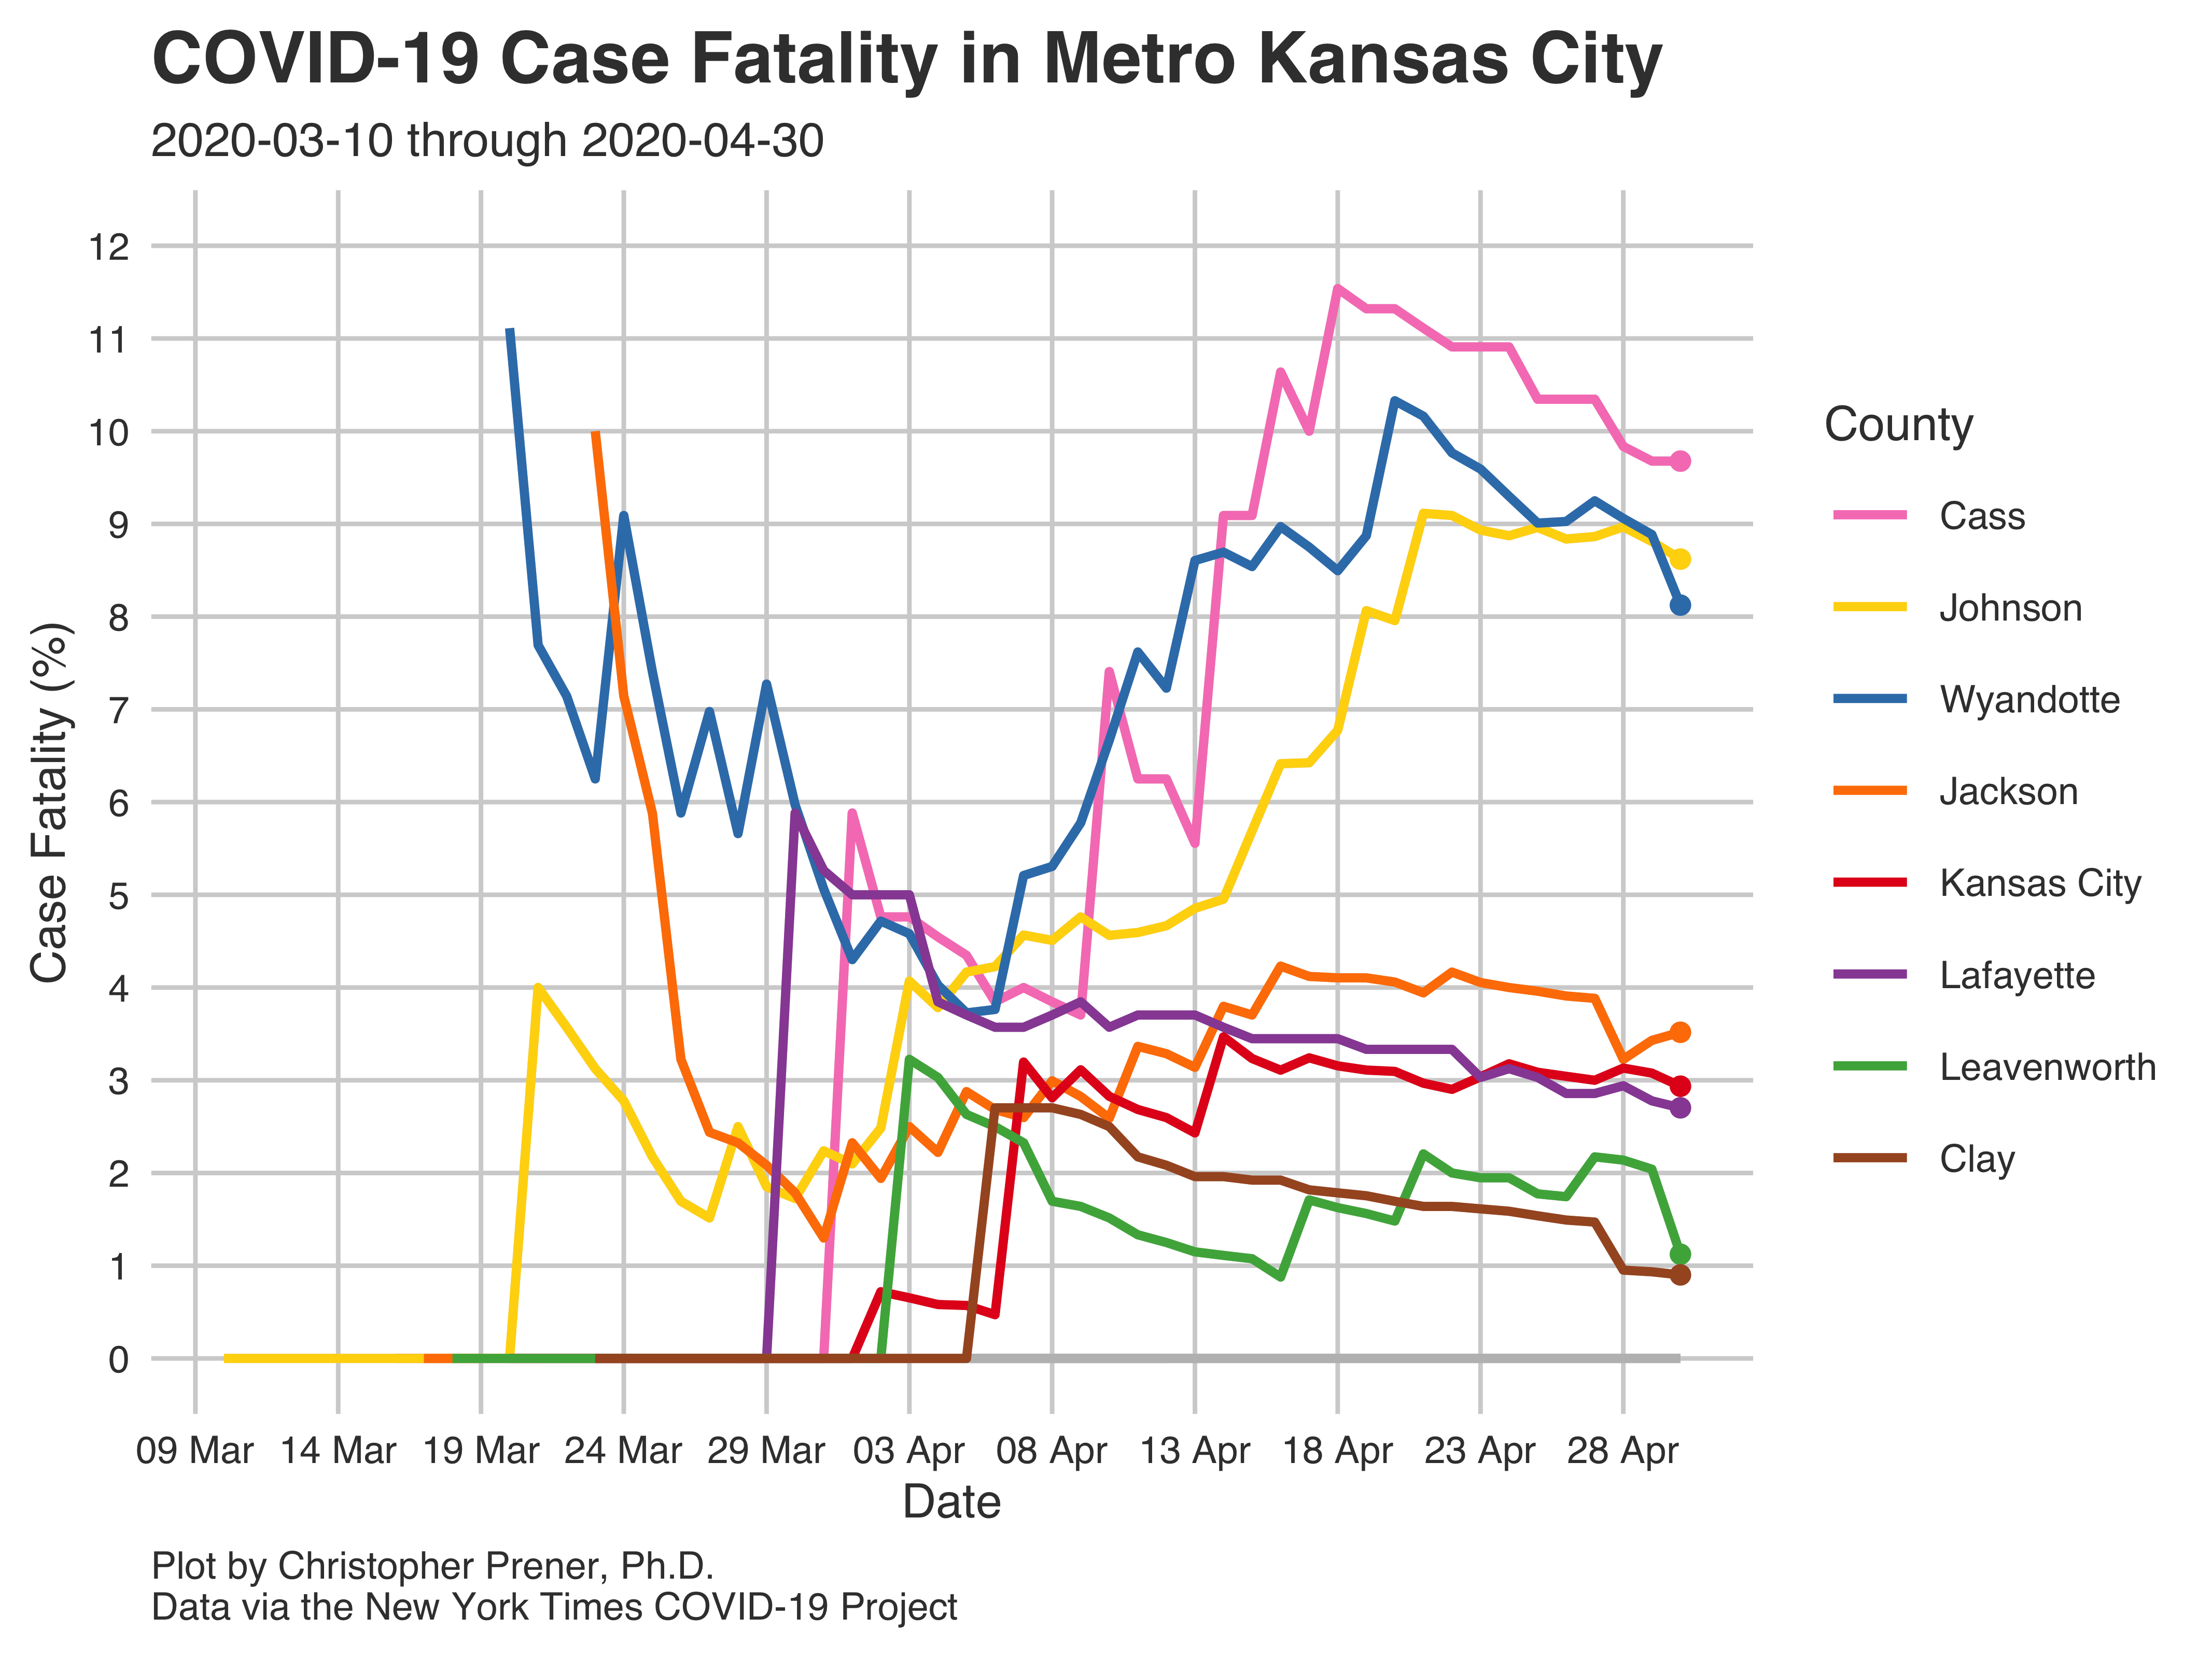 COVID-19 Case Fatality in Metro Kansas City
2020-03-10 through 2020-04-30
12
11
10
9
8
7
6
5
4
3
2
1
0
Case Fatality (%)
09 Mar 14 Mar 19 Mar 24 Mar 29 Mar 03 Apr 08 Apr 13 Apr 18 Apr 23 Apr 28 Apr
Date
County
Cass
Johnson
Wyandotte
Jackson
Kansas City
Lafayette
Leavenworth
Clay
Plot by Christopher Prener, Ph.D.
Data via the New York Times COVID-19 Project